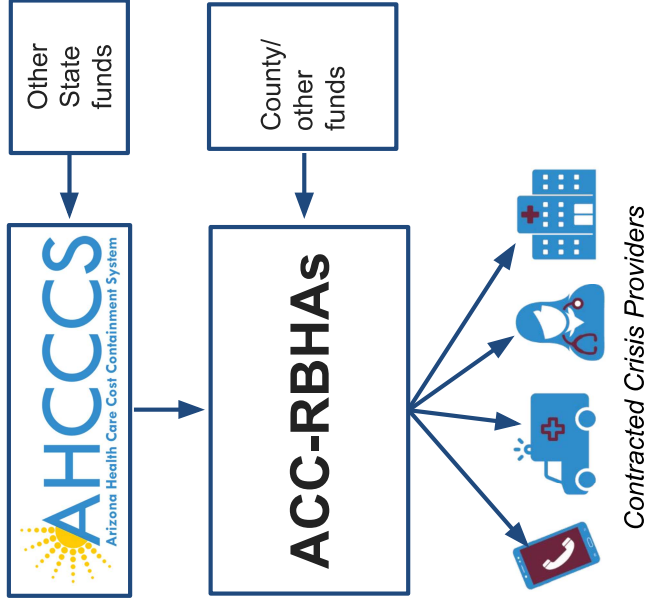 Other
State
funds
County/
other
funds
AHCCCS
Arizona Health Care Cost Containment System
ACC-RBHAs
Contracted Crisis Providers